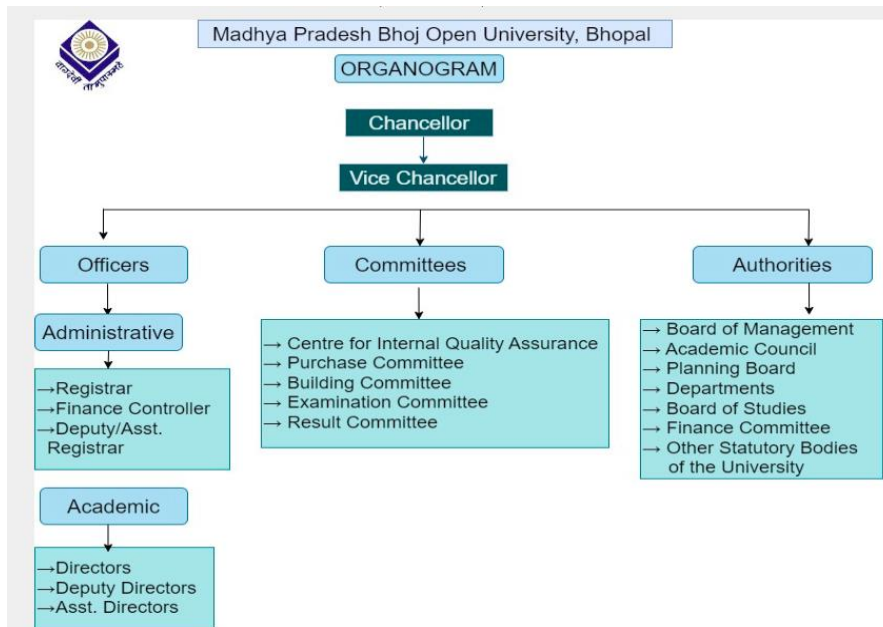 Madhya Pradesh Bhoj Open University, Bhopal
ORGANOGRAM
Chancellor
Vice Chancellor
Officers
Administrative
→Registrar
→Finance Controller
→Deputy/Asst.
Registrar
Academic
→Directors
→Deputy Directors
→Asst. Directors
Committees
→ Centre for Internal Quality Assurance
→ Purchase Committee
→ Building Committee
→ Examination Committee
→ Result Committee
Authorities
→ Board of Management
→ Academic Council
→ Planning Board
→ Departments
→ Board of Studies
→ Finance Committee
→ Other Statutory Bodies
of the University